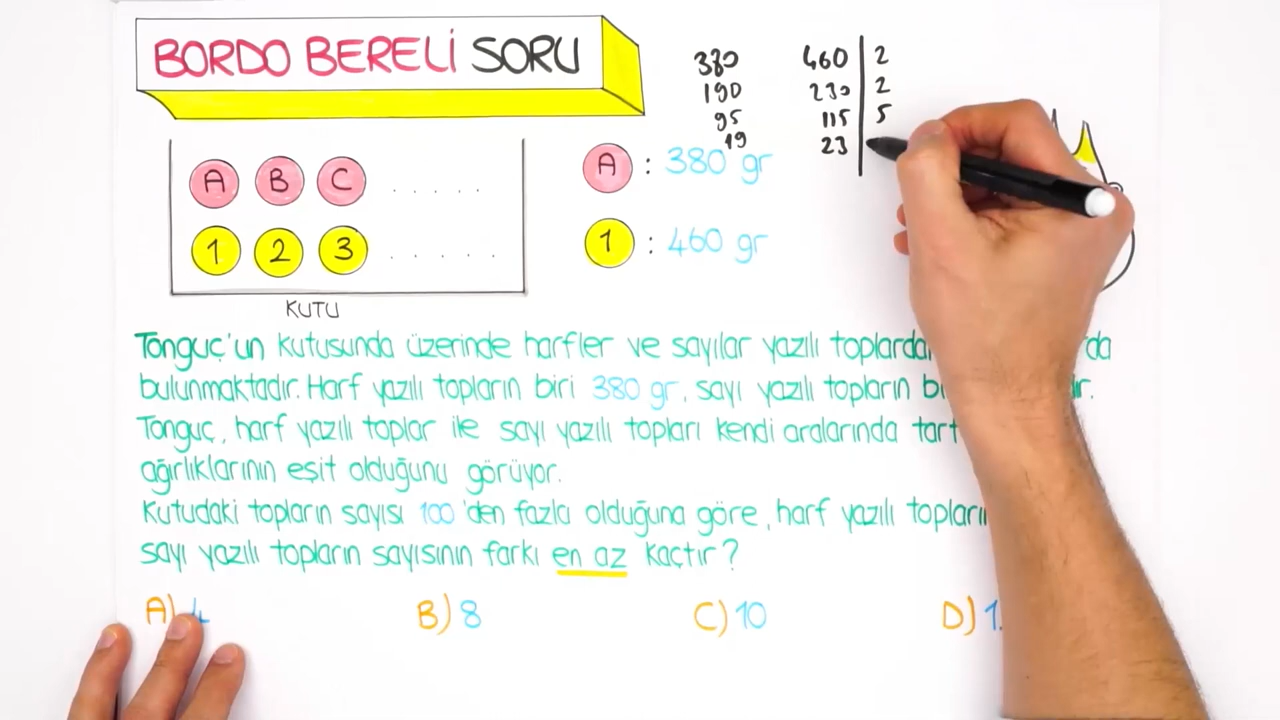 BORDO BERELİ SORU
380 460 2
190 230 2
95 115 5
19 23
A B C . . . . .
A : 380 gr
1 2 3 . . . . .
1 : 460 gr
KUTU
Tonguç'un kutusunda üzerinde harfler ve sayılar yazılı
bulunmaktadır. Harf yazılı topların biri 380 gr, sayı yazılı topların
Tonguç, harf yazılı toplar ile sayı yazılı topları kendi aralarında
ağırlıklarının eşit olduğunu görüyor.
Kutudaki topların sayısı 100'den fazla olduğuna göre, harf yazılı
sayı yazılı topların sayısının farkı en az kaçtır?
A) B) 8 C) 10 D)